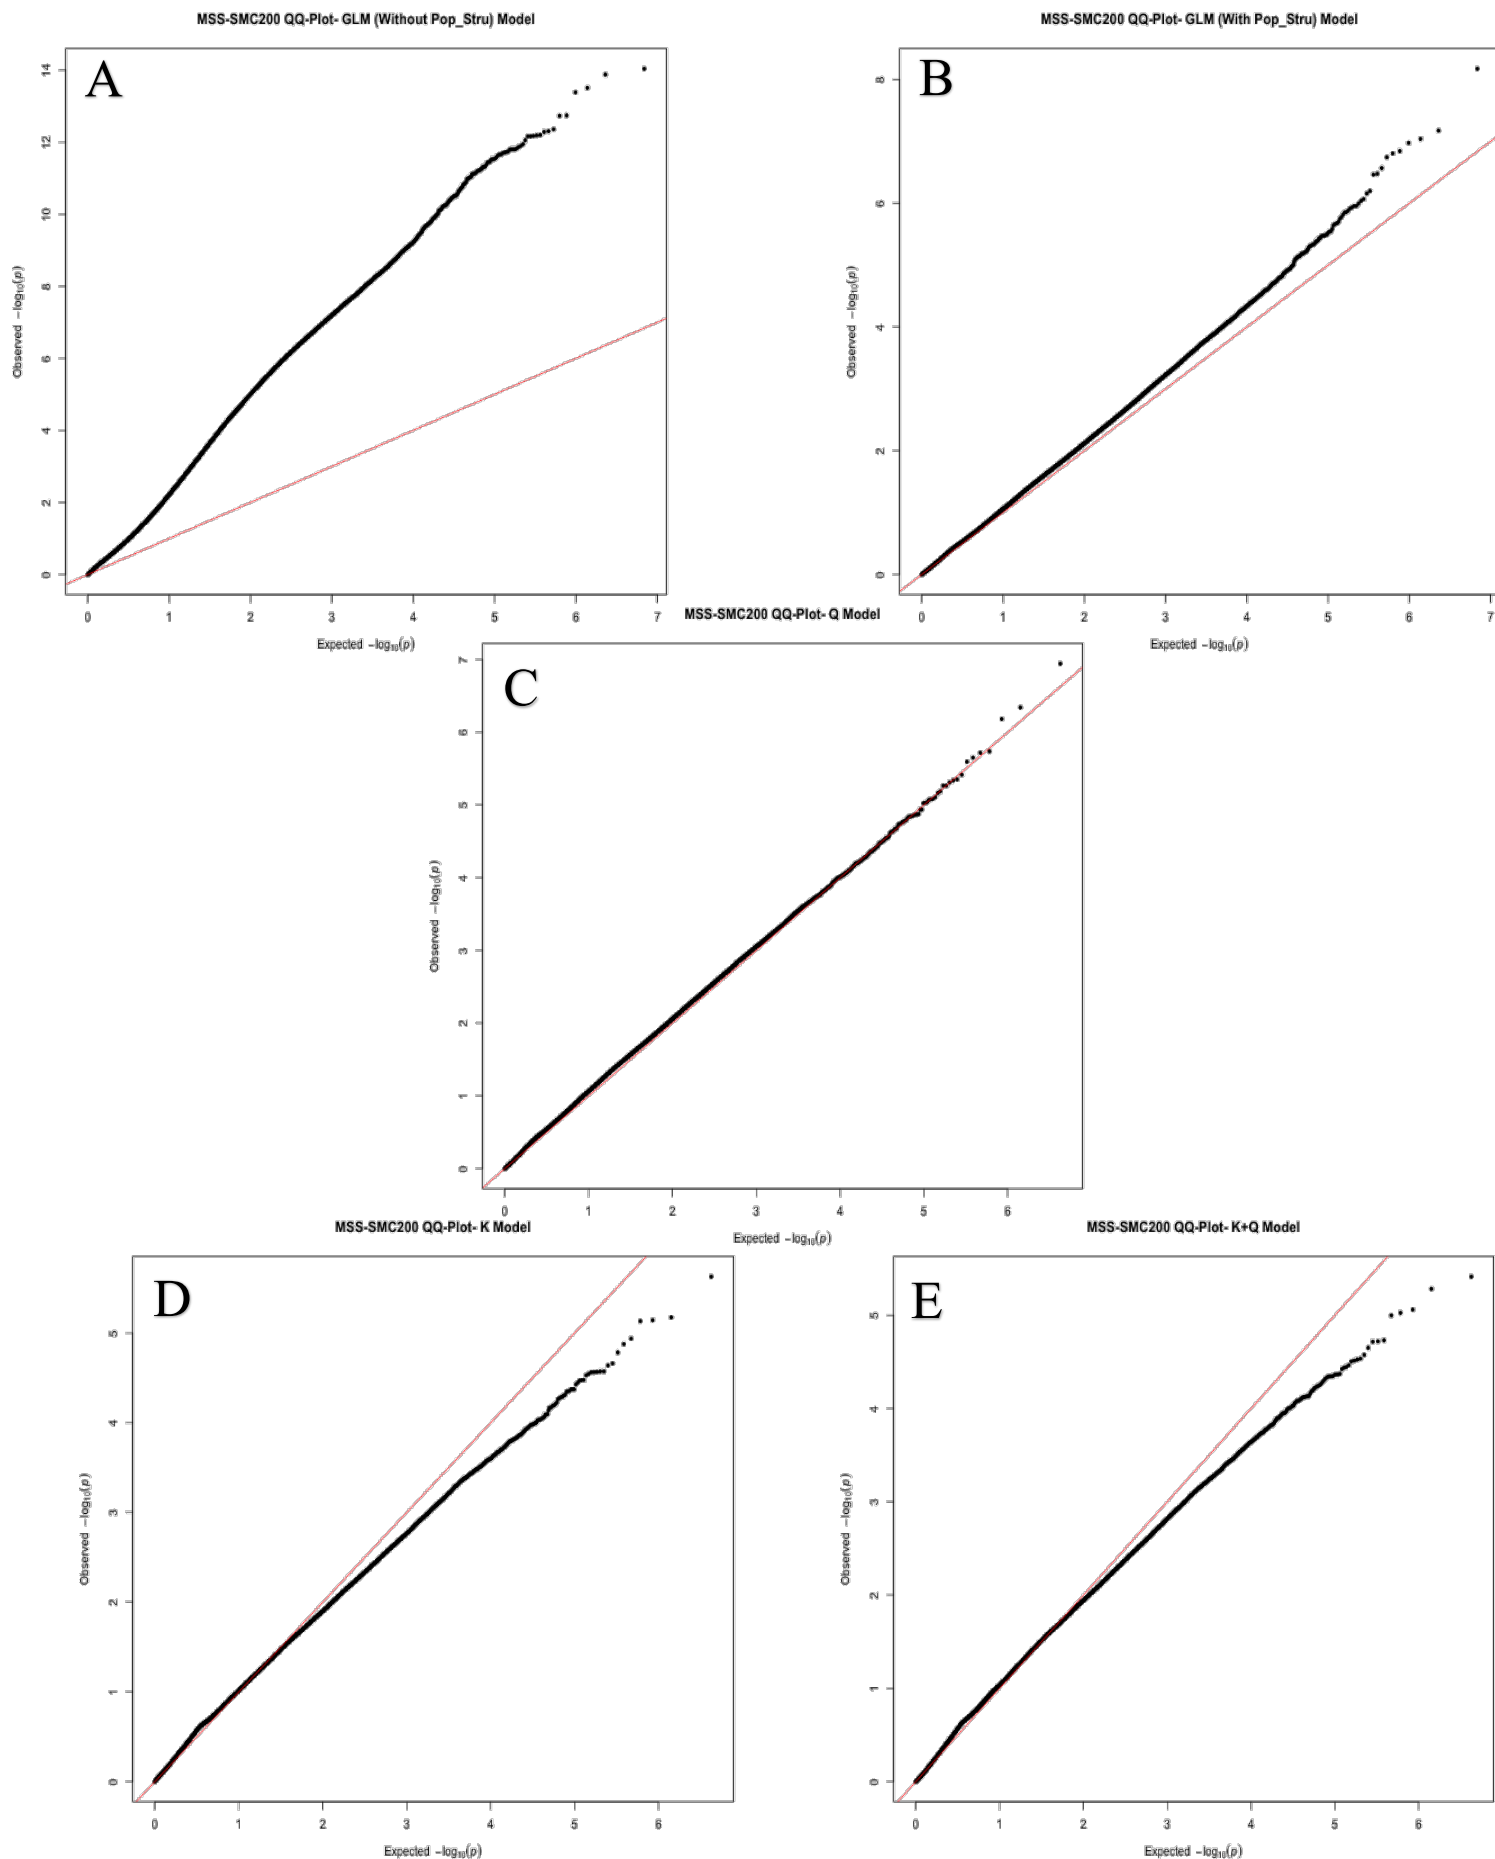 MSS-SMC200 QQ-Plot- GLM (Without Pop_Stru) Model
A
14
12
10
8
6
4
2
0
Observed −log10(p)
0 1 2 3 4 5 6 7
Expected −log10(p)
MSS-SMC200 QQ-Plot- GLM (With Pop_Stru) Model
B
8
6
4
2
0
Observed −log10(p)
0 1 2 3 4 5 6 7
Expected −log10(p)
MSS-SMC200 QQ-Plot- Q Model
C
7
6
5
4
3
2
1
0
Observed −log10(p)
0 1 2 3 4 5 6
Expected −log10(p)
MSS-SMC200 QQ-Plot- K Model
D
5
4
3
2
1
0
Observed −log10(p)
0 1 2 3 4 5 6
Expected −log10(p)
MSS-SMC200 QQ-Plot- K+Q Model
E
5
4
3
2
1
0
Observed −log10(p)
0 1 2 3 4 5 6
Expected −log10(p)